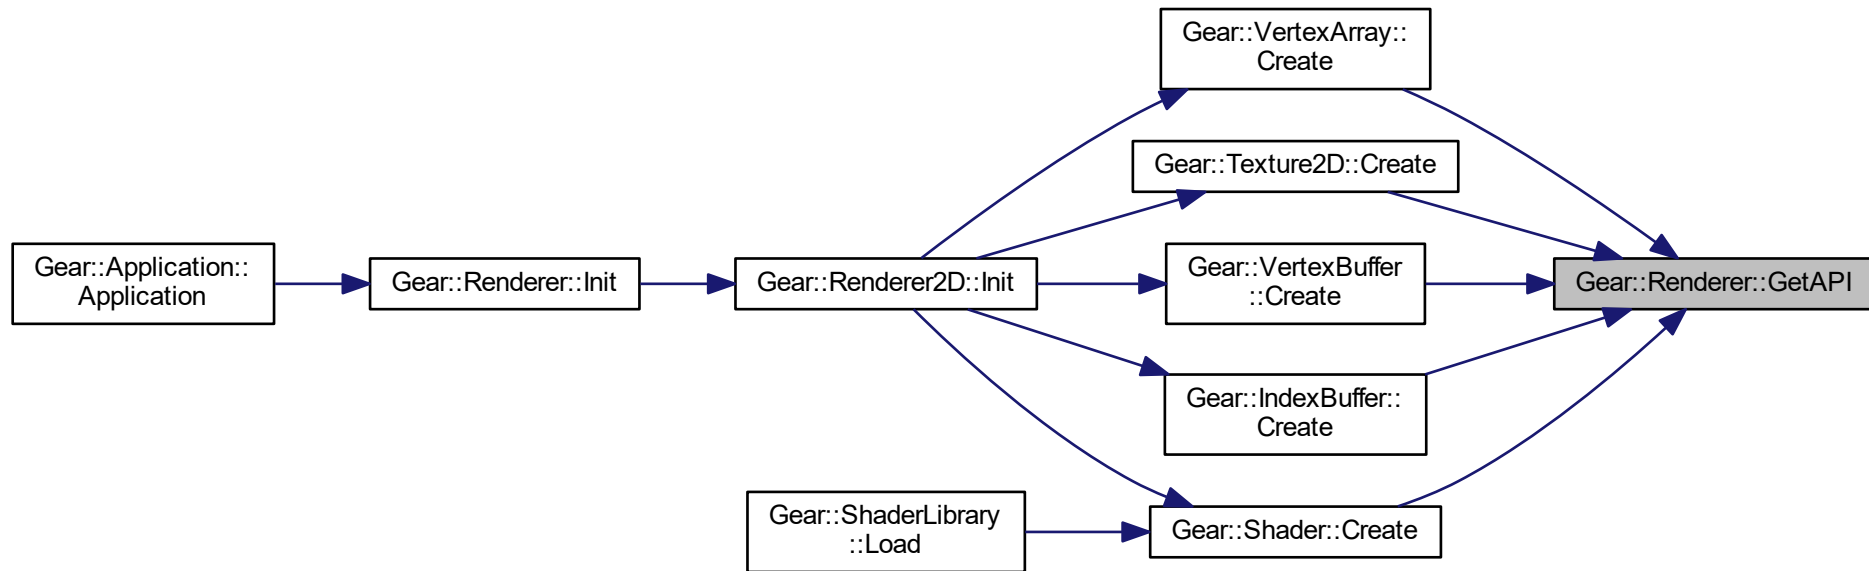 Gear::VertexArray::
Create
Gear::Texture2D::Create
Gear::Application::
Application
Gear::Renderer::Init
Gear::Renderer2D::Init
Gear::VertexBuffer
::Create
Gear::Renderer::GetAPI
Gear::IndexBuffer::
Create
Gear::ShaderLibrary
::Load
Gear::Shader::Create